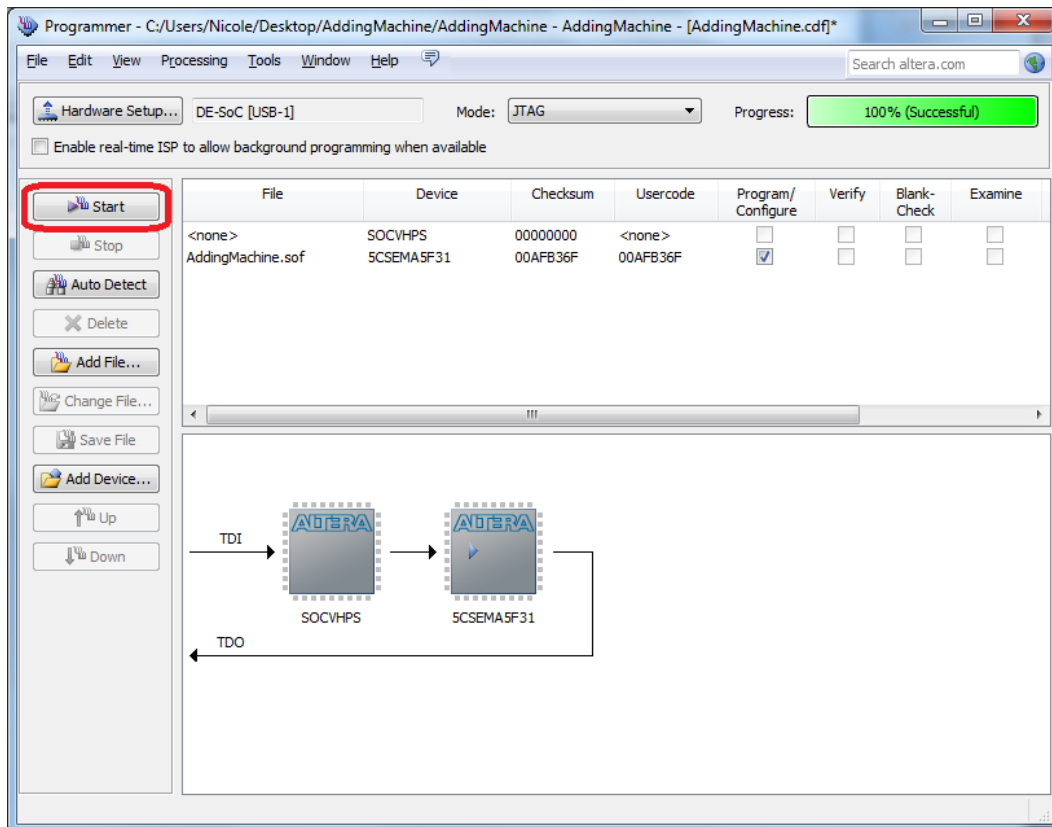 Programmer - C:/Users/Nicole/Desktop/AddingMachine/AddingMachine - AddingMachine - [AddingMachine.cdf]*
File Edit View Processing Tools Window Help Search altera.com
Hardware Setup... DE-SoC [USB-1] Mode: JTAG Progress: 100% (Successful)
Enable real-time ISP to allow background programming when available
Start
Stop
Auto Detect
Delete
Add File...
Change File...
Save File
Add Device...
Up
Down
File Device Checksum Usercode Program/ Verify Blank- Examine
Configure Check
<none> SOCVHPS 00000000 <none>
AddingMachine.sof 5CSEMA5F31 00AFB36F 00AFB36F
ALTERA ALTERA
TDI
SOCVHPS 5CSEMA5F31
TDO